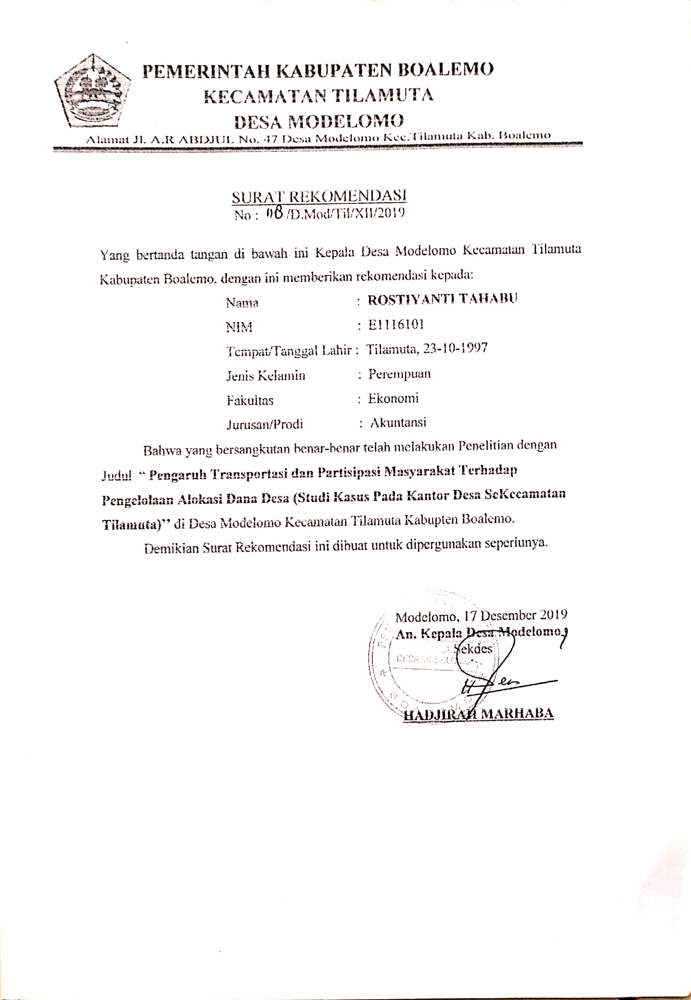 PEMERINTAH KABUPATEN BOALEMO
KECAMATAN TILAMUTA
DESA MODELOMO
Alamat Jl. A.R ABDJUL No. 47 Desa Modelomo Kec.Tilamuta Kab. Boalemo
SURAT REKOMENDASI
No : 118 /D.Mod/Til/XII/2019
Yang bertanda tangan di bawah ini Kepala Desa Modelomo Kecamatan Tilamuta
Kabupaten Boalemo, dengan ini memberikan rekomendasi kepada:
Nama : ROSTIYANTI TAHABU
NIM : E1116101
Tempat/Tanggal Lahir : Tilamuta, 23-10-1997
Jenis Kelamin : Perempuan
Fakultas : Ekonomi
Jurusan/Prodi : Akuntansi
Bahwa yang bersangkutan benar-benar telah melakukan Penelitian dengan
Judul “ Pengaruh Transportasi dan Partisipasi Masyarakat Terhadap
Pengelolaan Alokasi Dana Desa (Studi Kasus Pada Kantor Desa SeKecamatan
Tilamuta)” di Desa Modelomo Kecamatan Tilamuta Kabupten Boalemo.
Demikian Surat Rekomendasi ini dibuat untuk dipergunakan seperlunya.
Modelomo, 17 Desember 2019
An. Kepala Desa Modelomo
Sekdes
DESA MODELOMO
BOALEMO
HADJIRAH MARHABA